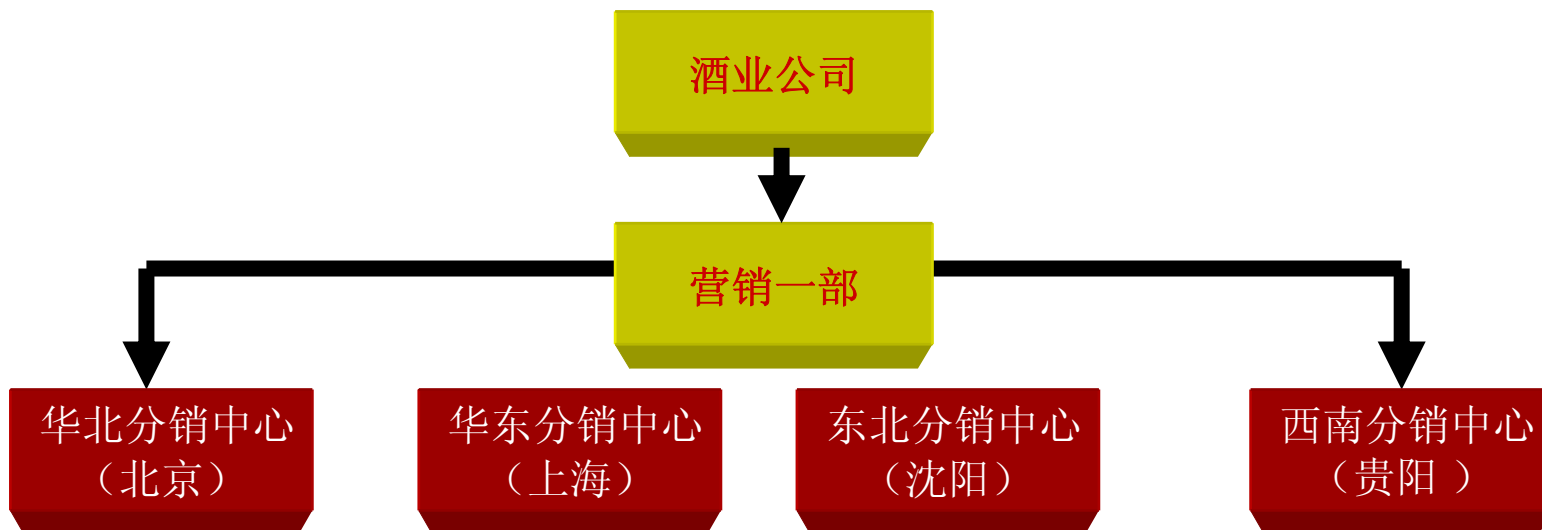 酒业公司
营销一部
华北分销中心
（北京）
华东分销中心
（上海）
东北分销中心
（沈阳）
西南分销中心
（贵阳 ）